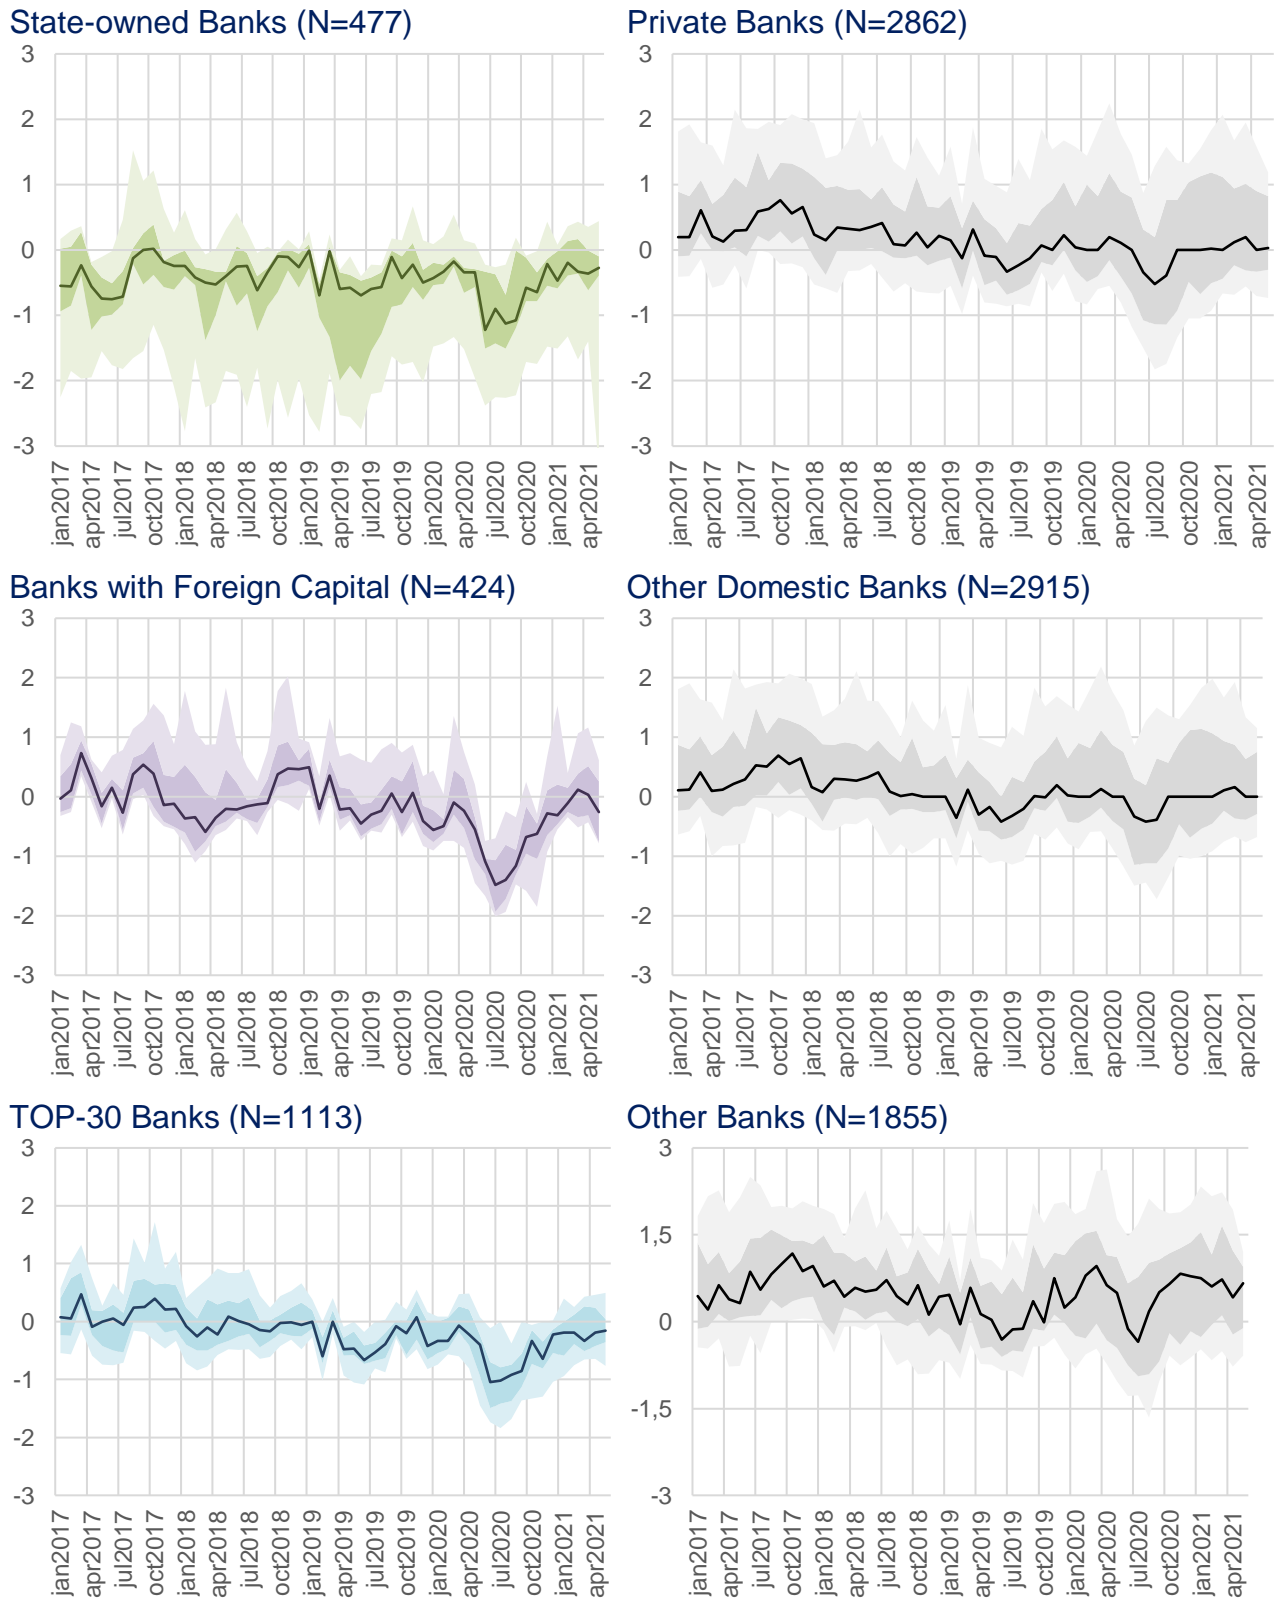 State-owned Banks (N=477)
3
2
1
0
-1
-2
-3
jan2017
apr2017
jul2017
oct2017
jan2018
apr2018
jul2018
oct2018
jan2019
apr2019
jul2019
oct2019
jan2020
apr2020
jul2020
oct2020
jan2021
apr2021
Private Banks (N=2862)
3
2
1
0
-1
-2
-3
jan2017
apr2017
jul2017
oct2017
jan2018
apr2018
jul2018
oct2018
jan2019
apr2019
jul2019
oct2019
jan2020
apr2020
jul2020
oct2020
jan2021
apr2021
Banks with Foreign Capital (N=424)
3
2
1
0
-1
-2
-3
jan2017
apr2017
jul2017
oct2017
jan2018
apr2018
jul2018
oct2018
jan2019
apr2019
jul2019
oct2019
jan2020
apr2020
jul2020
oct2020
jan2021
apr2021
Other Domestic Banks (N=2915)
3
2
1
0
-1
-2
-3
jan2017
apr2017
jul2017
oct2017
jan2018
apr2018
jul2018
oct2018
jan2019
apr2019
jul2019
oct2019
jan2020
apr2020
jul2020
oct2020
jan2021
apr2021
TOP-30 Banks (N=1113)
3
2
1
0
-1
-2
-3
jan2017
apr2017
jul2017
oct2017
jan2018
apr2018
jul2018
oct2018
jan2019
apr2019
jul2019
oct2019
jan2020
apr2020
jul2020
oct2020
jan2021
apr2021
Other Banks (N=1855)
3
1,5
0
-1,5
-3
jan2017
apr2017
jul2017
oct2017
jan2018
apr2018
jul2018
oct2018
jan2019
apr2019
jul2019
oct2019
jan2020
apr2020
jul2020
oct2020
jan2021
apr2021